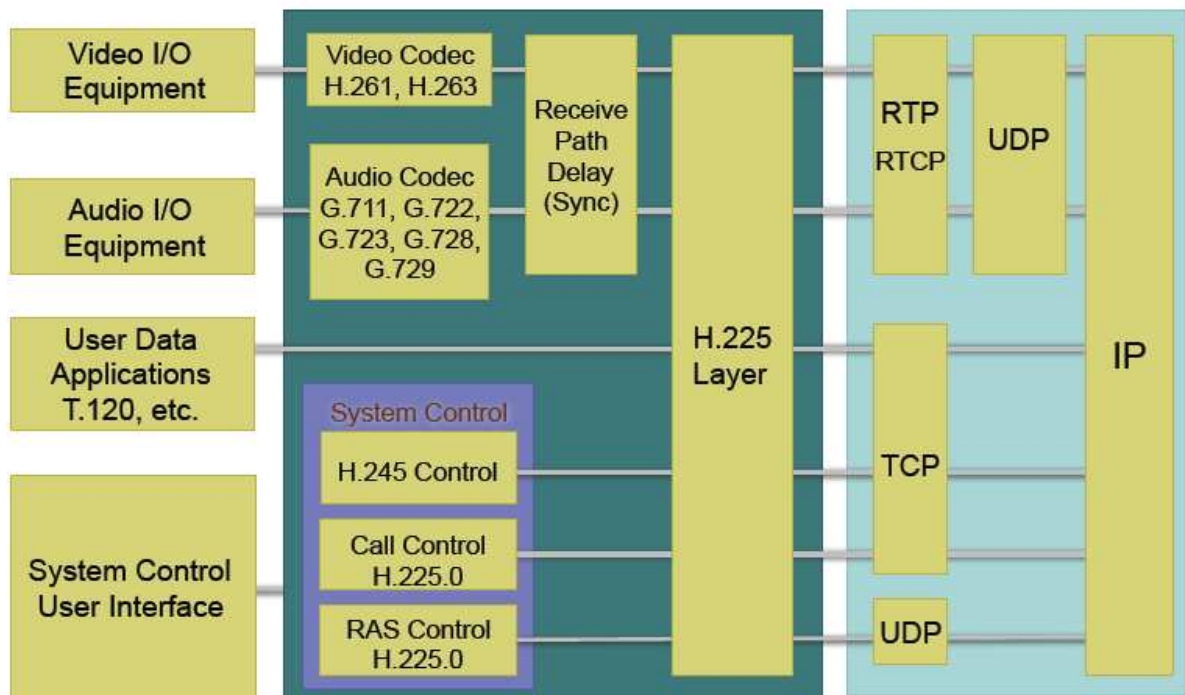 Video I/O
Equipment
Audio I/O
Equipment
User Data
Applications
T.120, etc.
System Control
User Interface
Video Codec
H.261, H.263
Audio Codec
G.711, G.722,
G.723, G.728,
G.729
Receive
Path
Delay
(Sync)
System Control
H.245 Control
Call Control
H.225.0
RAS Control
H.225.0
H.225
Layer
RTP
RTCP
UDP
TCP
UDP
IP